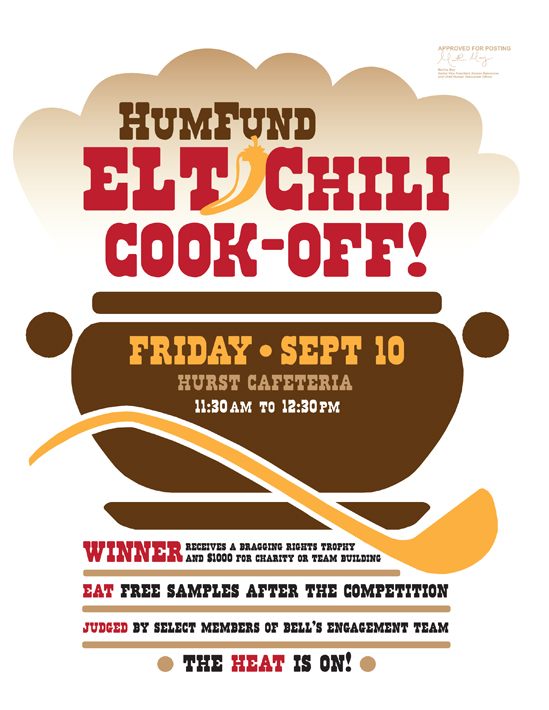 APPROVED FOR POSTING
HUMFUND
ELT CHILI
COOK-OFF!
FRIDAY • SEPT 10
HURST CAFETERIA
11:30 AM TO 12:30 PM
WINNER RECEIVES A BRAGGING RIGHTS TROPHY
AND $1000 FOR CHARITY OR TEAM BUILDING
EAT FREE SAMPLES AFTER THE COMPETITION
JUDGED BY SELECT MEMBERS OF BELL'S ENGAGEMENT TEAM
• THE HEAT IS ON! •